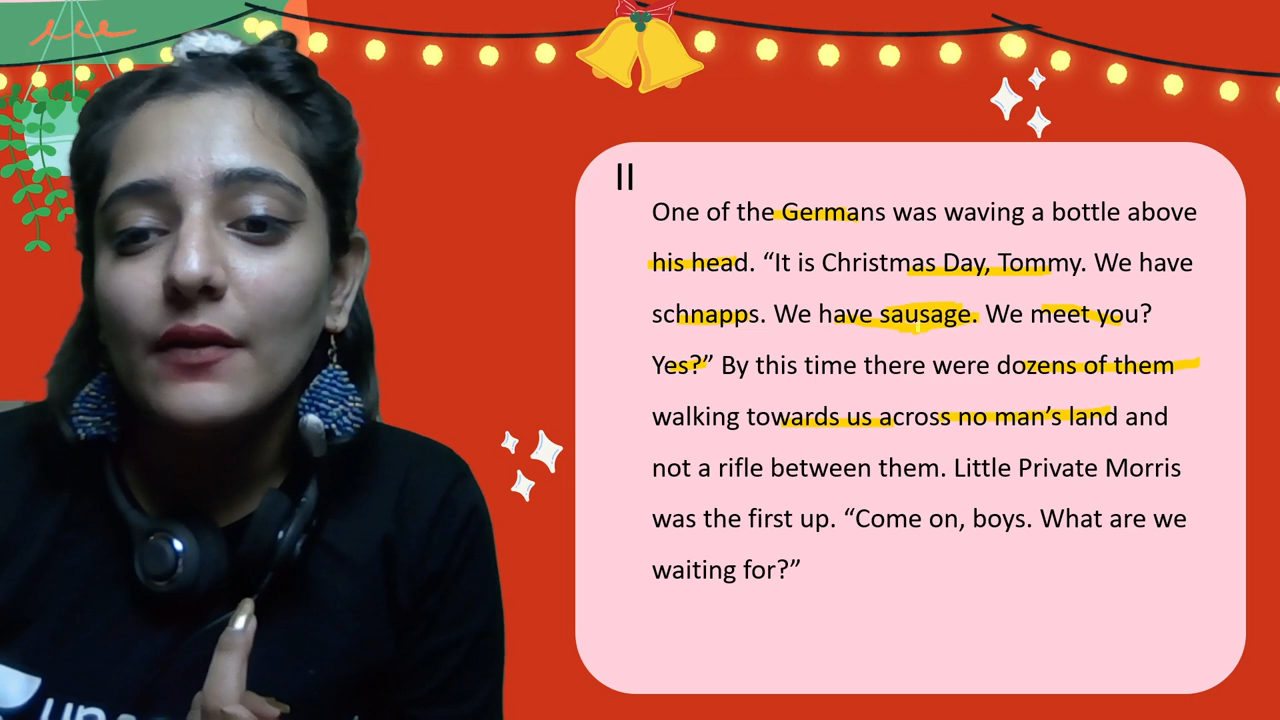 II
One of the Germans was waving a bottle above
his head. “It is Christmas Day, Tommy. We have
schnapps. We have sausage. We meet you?
Yes?” By this time there were dozens of them
walking towards us across no man’s land and
not a rifle between them. Little Private Morris
was the first up. “Come on, boys. What are we
waiting for?”